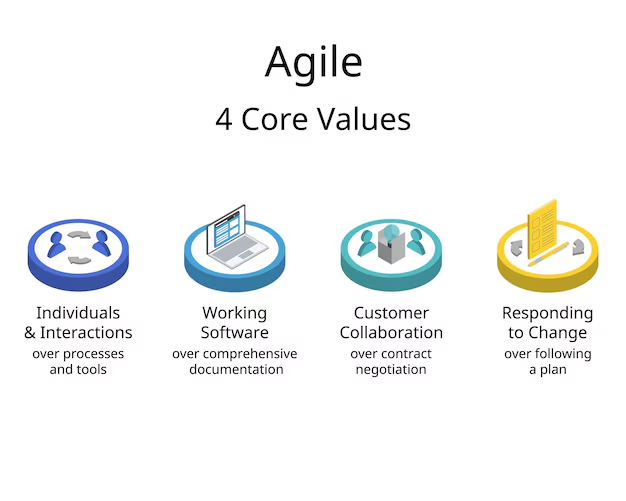 Agile
4 Core Values
Individuals
& Interactions
over processes
and tools
Working
Software
over comprehensive
documentation
Customer
Collaboration
over contract
negotiation
Responding
to Change
over following
a plan